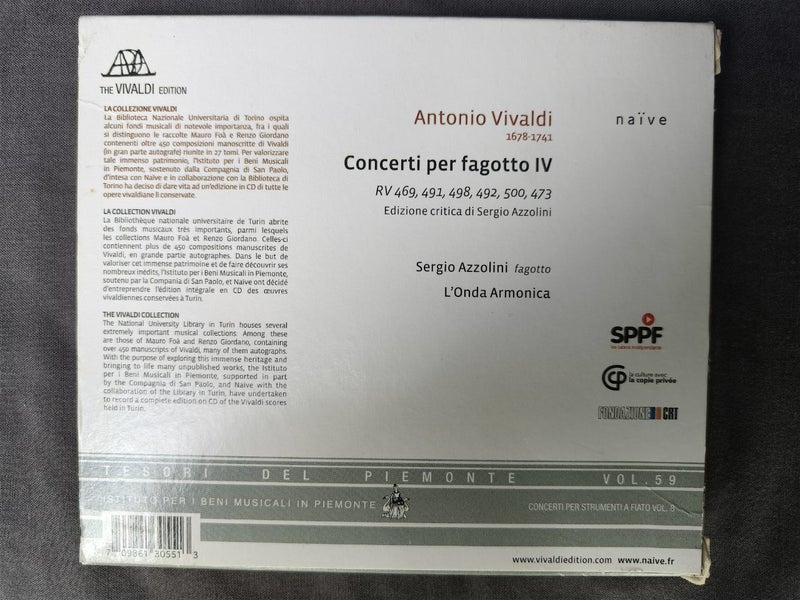 THE VIVALDI EDITION
LA COLLEZIONE VIVALDI
La Biblioteca Nazionale Universitaria di Torino ospita
alcuni fondi musicali di notevole importanza, fra i quali
si distinguono le raccolte Mauro Foà e Renzo Giordano
contenenti oltre 450 composizioni manoscritte di Vivaldi
(in gran parte autografe) riunite in 27 tomi. Per valorizzare
tale immenso patrimonio, l'Istituto per i Beni Musicali
in Piemonte, sostenuto dalla Compagnia di San Paolo,
d'intesa con Naïve e in collaborazione con la Biblioteca di
Torino ha deciso di dare vita ad un'edizione in CD di tutte le
opere vivaldiane lì conservate.
LA COLLECTION VIVALDI
La Bibliothèque nationale universitaire de Turin abrite
des fonds musicaux très importants, parmi lesquels
les collections Mauro Foà et Renzo Giordano. Celles-ci
contiennent plus de 450 compositions manuscrites de
Vivaldi, en grande partie autographes. Dans le but de
valoriser cet immense patrimoine et de faire découvrir ses
nombreux inédits, l'Istituto per i Beni Musicali in Piemonte,
soutenu par la Compania di San Paolo, et Naïve ont décidé
d'entreprendre l'édition intégrale en CD des œuvres
vivaldiennes conservées à Turin.
THE VIVALDI COLLECTION
The National University Library in Turin houses several
extremely important musical collections. Among these
are those of Mauro Foà and Renzo Giordano, containing
over 450 manuscripts of Vivaldi, many of them autographs.
With the purpose of exploring this immense heritage and
bringing to life many unpublished works, the Istituto
per i Beni Musicali in Piemonte, supported in part
by the Compagnia di San Paolo, and Naïve with the
collaboration of the Library in Turin, have undertaken
to record a complete edition on CD of the Vivaldi scores
held in Turin.
Antonio Vivaldi
1678-1741
naïve
Concerti per fagotto IV
RV 469, 491, 498, 492, 500, 473
Edizione critica di Sergio Azzolini
Sergio Azzolini fagotto
L'Onda Armonica
SPPF
la culture avec
la copie privée
FONDAZIONE CRT
TESORI DEL PIEMONTE VOL. 59
ISTITUTO PER I BENI MUSICALI IN PIEMONTE
CONCERTI PER STRUMENTI A FIATO VOL. 8
7 09861 30551 3
www.vivaldiedition.com www.naive.fr